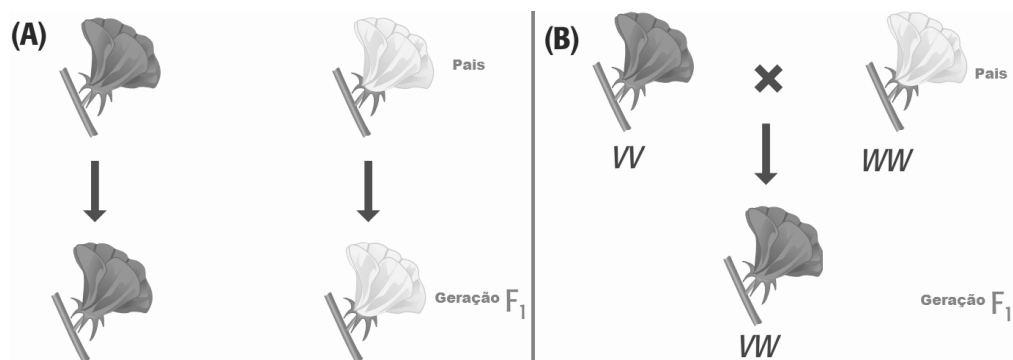 (A)
Pais
Geração F₁
(B)
Pais
VV
WW
Geração F₁
VW